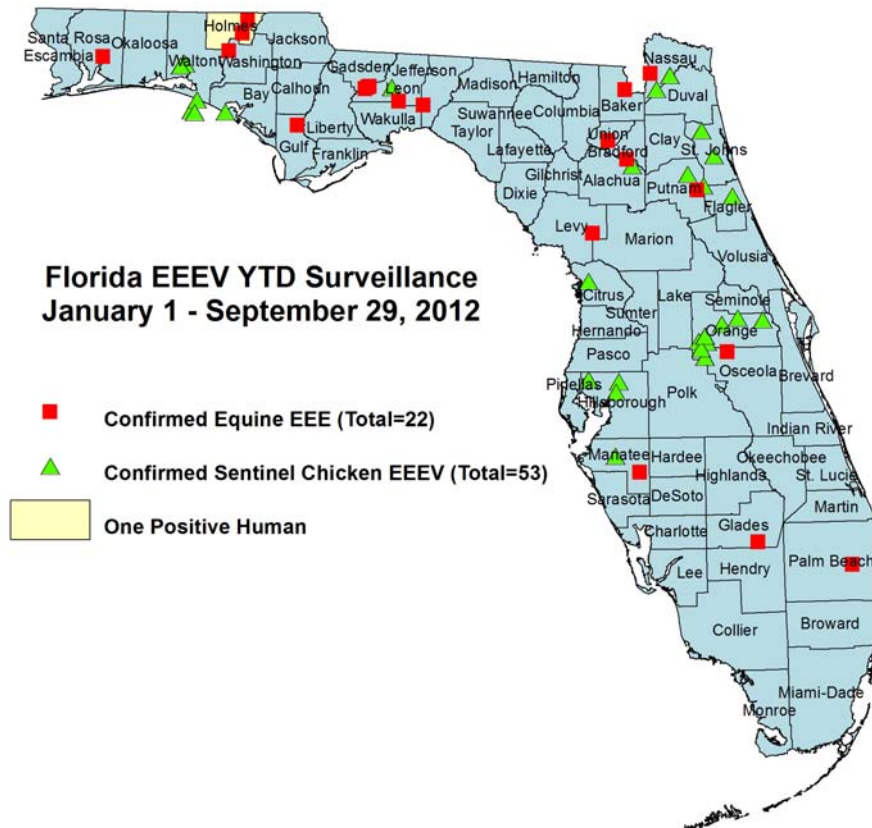 Holmes
Santa Rosa
Okaloosa
Jackson
Escambia
Walton
Washington
Gadsden
Jefferson
Nassau
Leon
Madison
Hamilton
Bay
Calhoun
Baker
Duval
Columbia
Liberty
Wakulla
Suwannee
Taylor
Union
Clay
Gulf
Franklin
Lafayette
Bradford
St. Johns
Gilchrist
Alachua
Dixie
Putnam
Flagler
Levy
Marion
Volusia
Florida EEEV YTD Surveillance
January 1 - September 29, 2012
Citrus
Lake
Seminole
Sumter
Hernando
Orange
Pasco
Osceola
Brevard
Pinellas
Polk
Hillsborough
Confirmed Equine EEE (Total=22)
Indian River
Manatee
Hardee
Okeechobee
Confirmed Sentinel Chicken EEEV (Total=53)
Highlands
St. Lucie
Sarasota
DeSoto
Martin
One Positive Human
Charlotte
Glades
Lee
Hendry
Palm Beach
Collier
Broward
Miami-Dade
Monroe